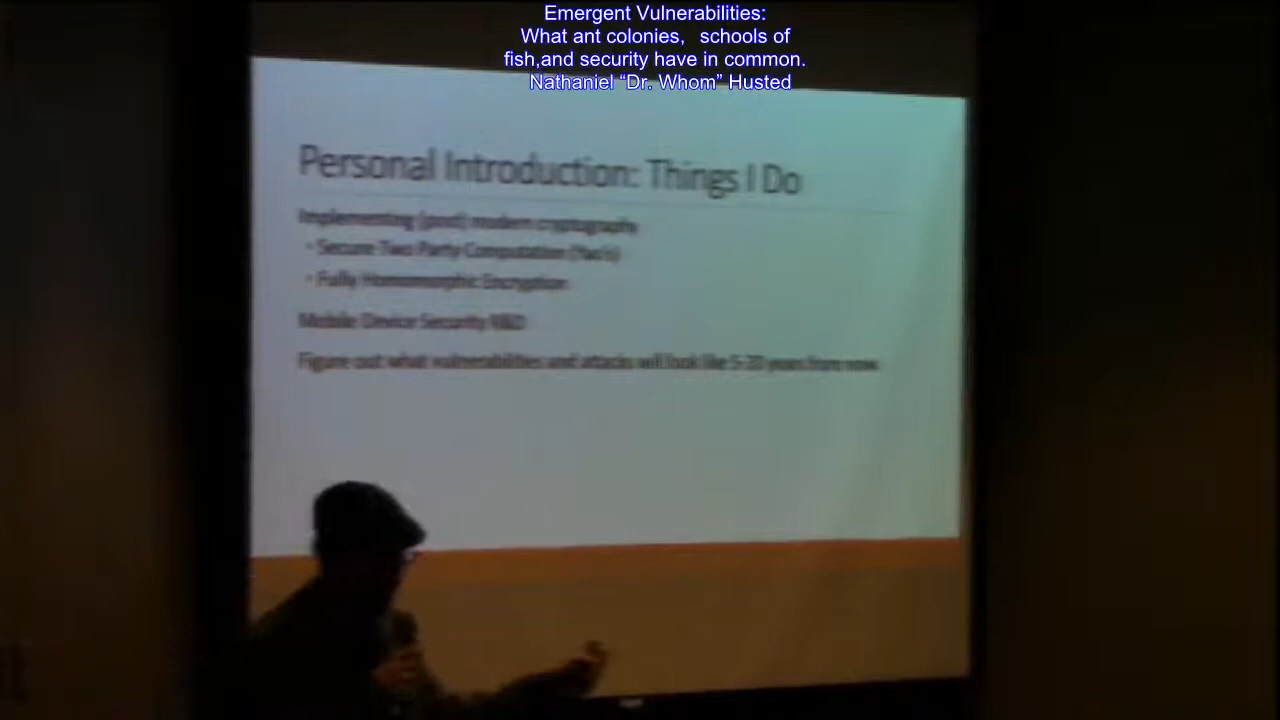 Emergent Vulnerabilities:
What ant colonies, schools of
fish,and security have in common.
Nathaniel “Dr. Whom” Husted
Personal Introduction: Things I Do
Implementing (post) modern cryptography
• Secure Two Party Computation (Yao's)
• Fully Homomorphic Encryption
Mobile Device Security R&D
Figure out what vulnerabilities and attacks will look like 5-20 years from now